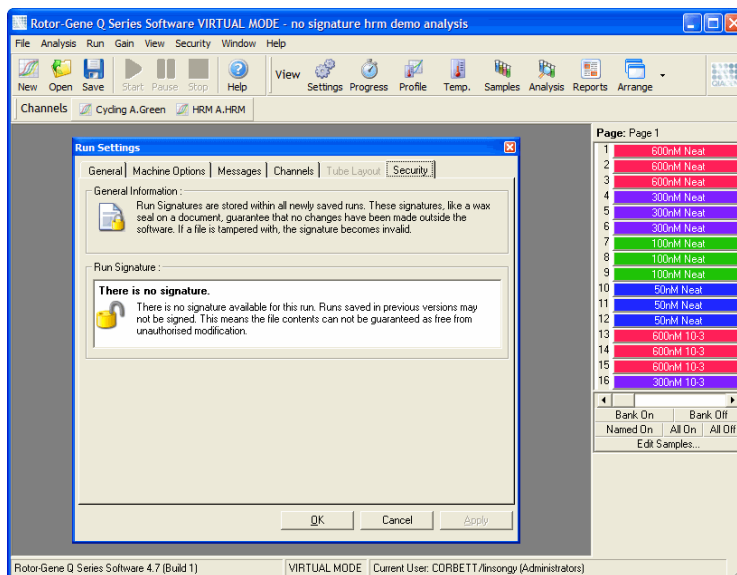 Rotor-Gene Q Series Software VIRTUAL MODE - no signature hrm demo analysis
File Analysis Run Gain View Security Window Help
New Open Save Start Pause Stop Help View Settings Progress Profile Temp. Samples Analysis Reports Arrange
Channels Cycling A.Green HRM A.HRM
Page: Page 1
Run Settings
General Machine Options Messages Channels Tube Layout Security
General Information :
Run Signatures are stored within all newly saved runs. These signatures, like a wax
seal on a document, guarantee that no changes have been made outside the
software. If a file is tampered with, the signature becomes invalid.
Run Signature :
There is no signature.
There is no signature available for this run. Runs saved in previous versions may
not be signed. This means the file contents can not be guaranteed as free from
unauthorised modification.
OK Cancel Apply
1 600nM Neat
2 600nM Neat
3 600nM Neat
4 300nM Neat
5 300nM Neat
6 300nM Neat
7 100nM Neat
8 100nM Neat
9 100nM Neat
10 50nM Neat
11 50nM Neat
12 50nM Neat
13 600nM 10-3
14 600nM 10-3
15 600nM 10-3
16 300nM 10-3
Bank On Bank Off
Named On All On All Off
Edit Samples...
Rotor-Gene Q Series Software 4.7 (Build 1) VIRTUAL MODE Current User: CORBETT/linsongy (Administrators)